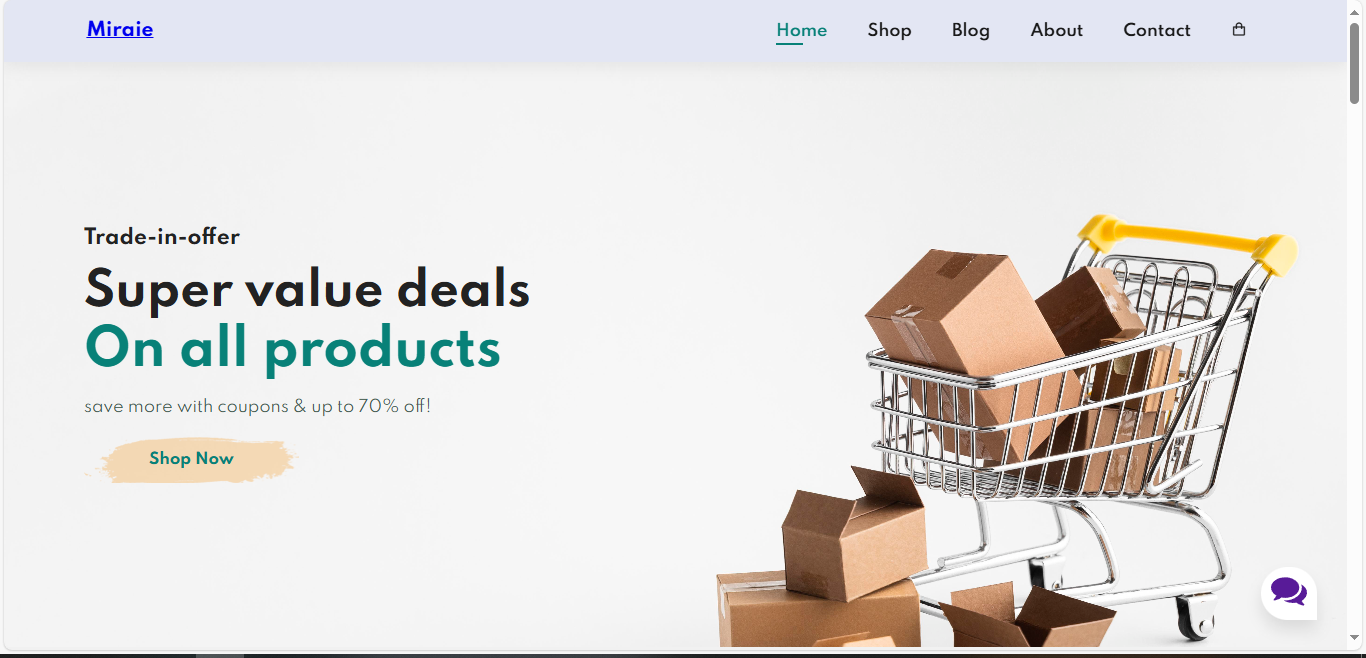 Miraie
Home Shop Blog About Contact
Trade-in-offer
Super value deals
On all products
save more with coupons & up to 70% off!
Shop Now